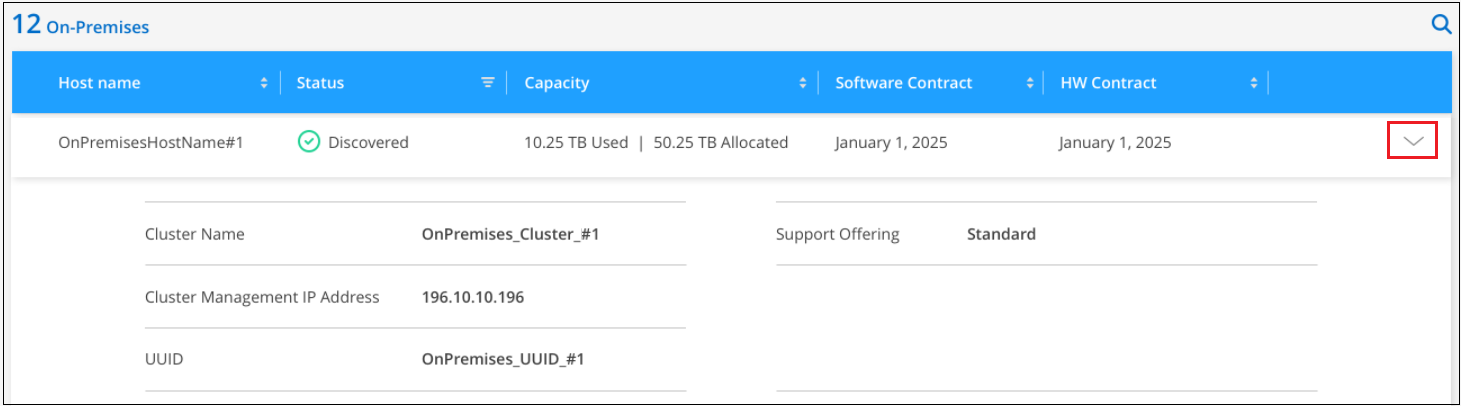 12 On-Premises
Host name Status Capacity Software Contract HW Contract
OnPremisesHostName#1 Discovered 10.25 TB Used | 50.25 TB Allocated January 1, 2025 January 1, 2025
Cluster Name OnPremises_Cluster_#1 Support Offering Standard
Cluster Management IP Address 196.10.10.196
UUID OnPremises_UUID_#1